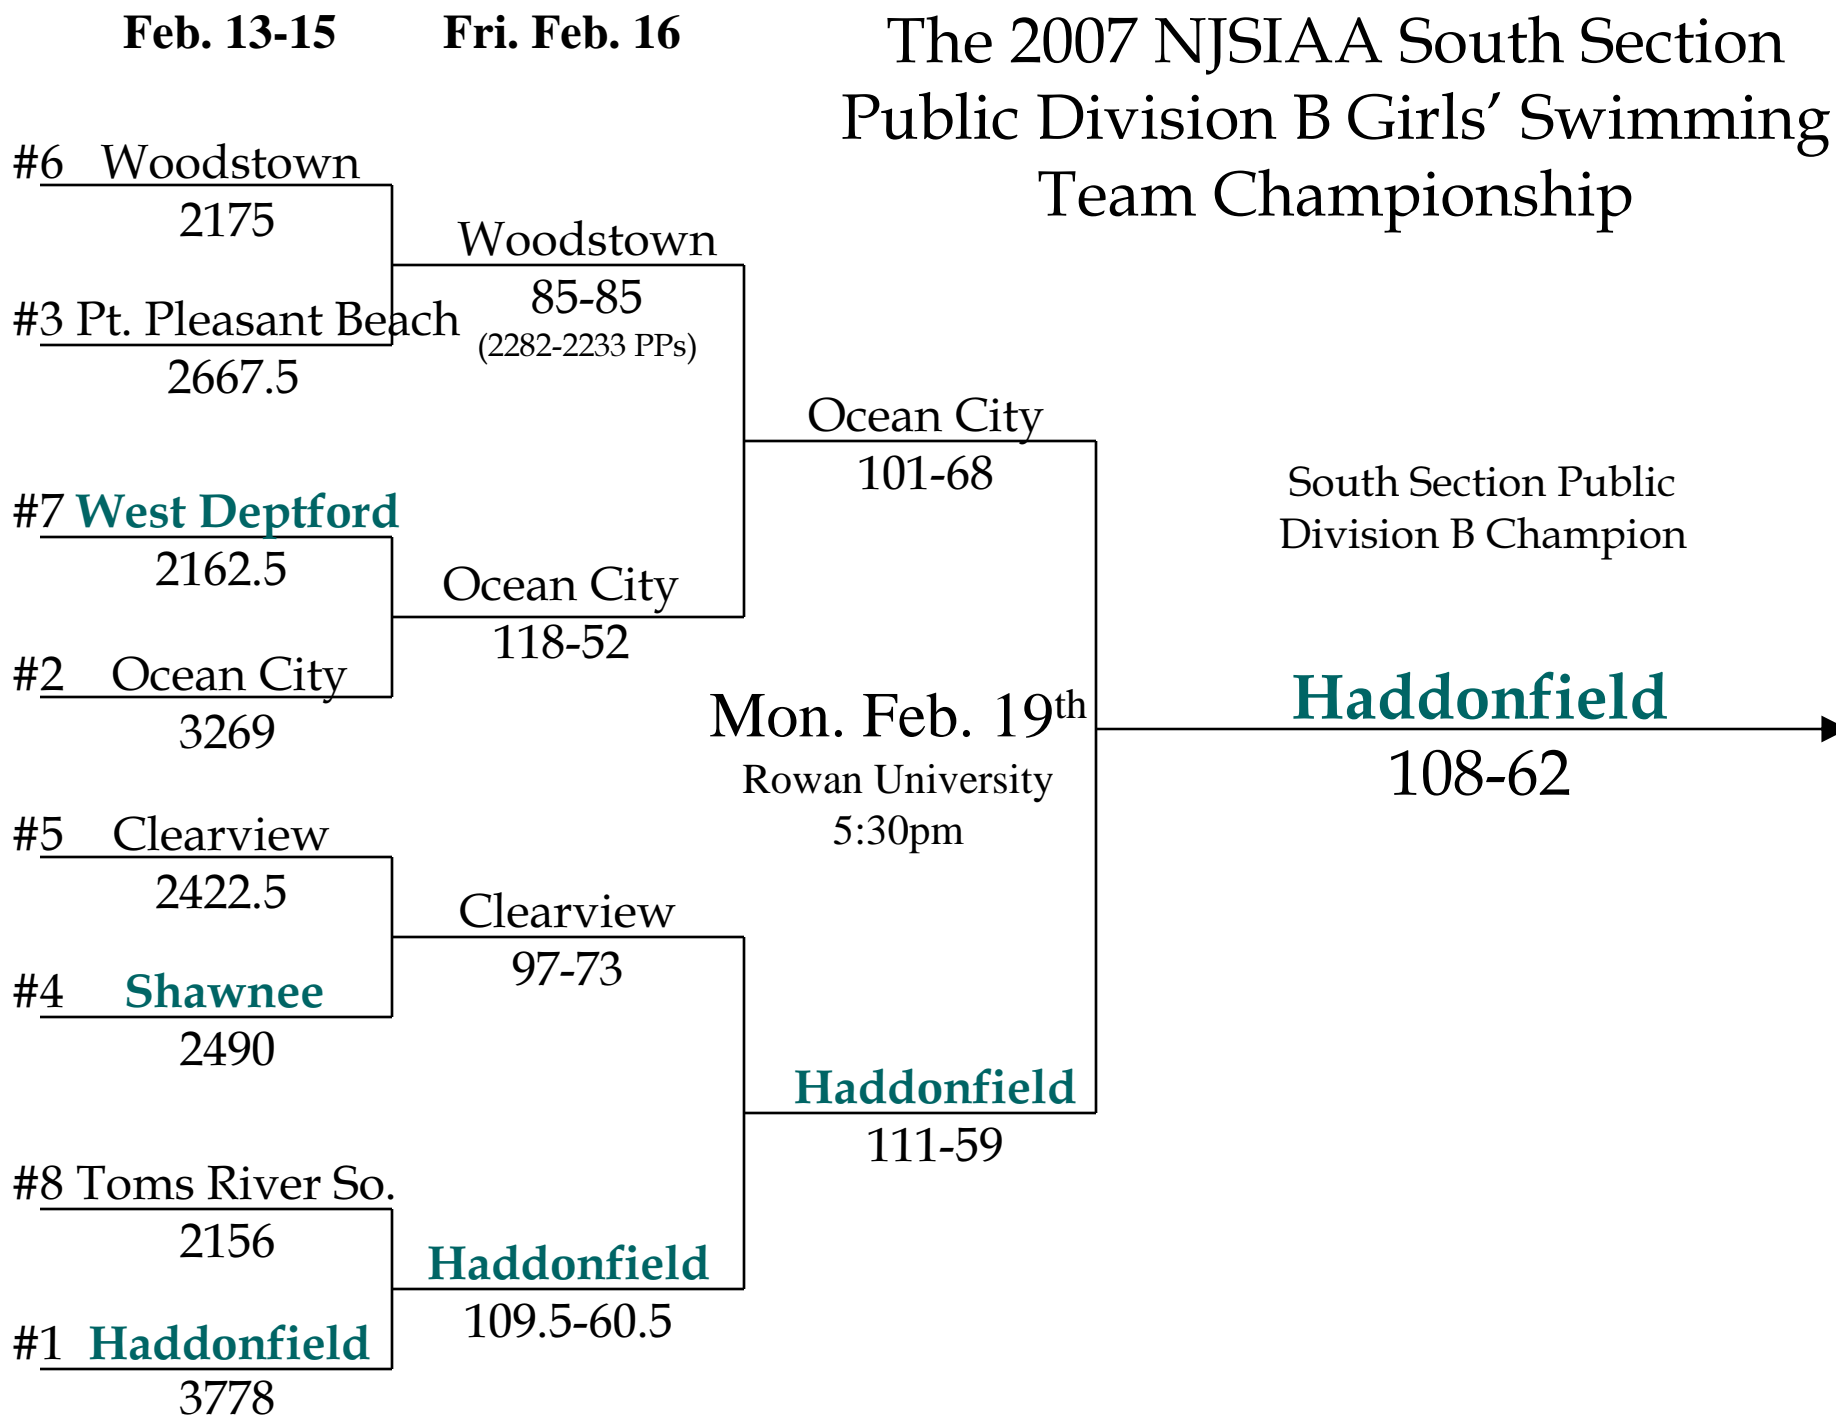 Feb. 13-15
Fri. Feb. 16
The 2007 NJSIAA South Section
Public Division B Girls’ Swimming
Team Championship
#6 Woodstown
2175
#3 Pt. Pleasant Beach
2667.5
#7 West Deptford
2162.5
#2 Ocean City
3269
#5 Clearview
2422.5
#4 Shawnee
2490
#8 Toms River So.
2156
#1 Haddonfield
3778
Woodstown
85-85
(2282-2233 PPs)
Ocean City
118-52
Clearview
97-73
Haddonfield
109.5-60.5
Ocean City
101-68
Mon. Feb. 19th
Rowan University
5:30pm
Haddonfield
111-59
South Section Public
Division B Champion
Haddonfield
108-62